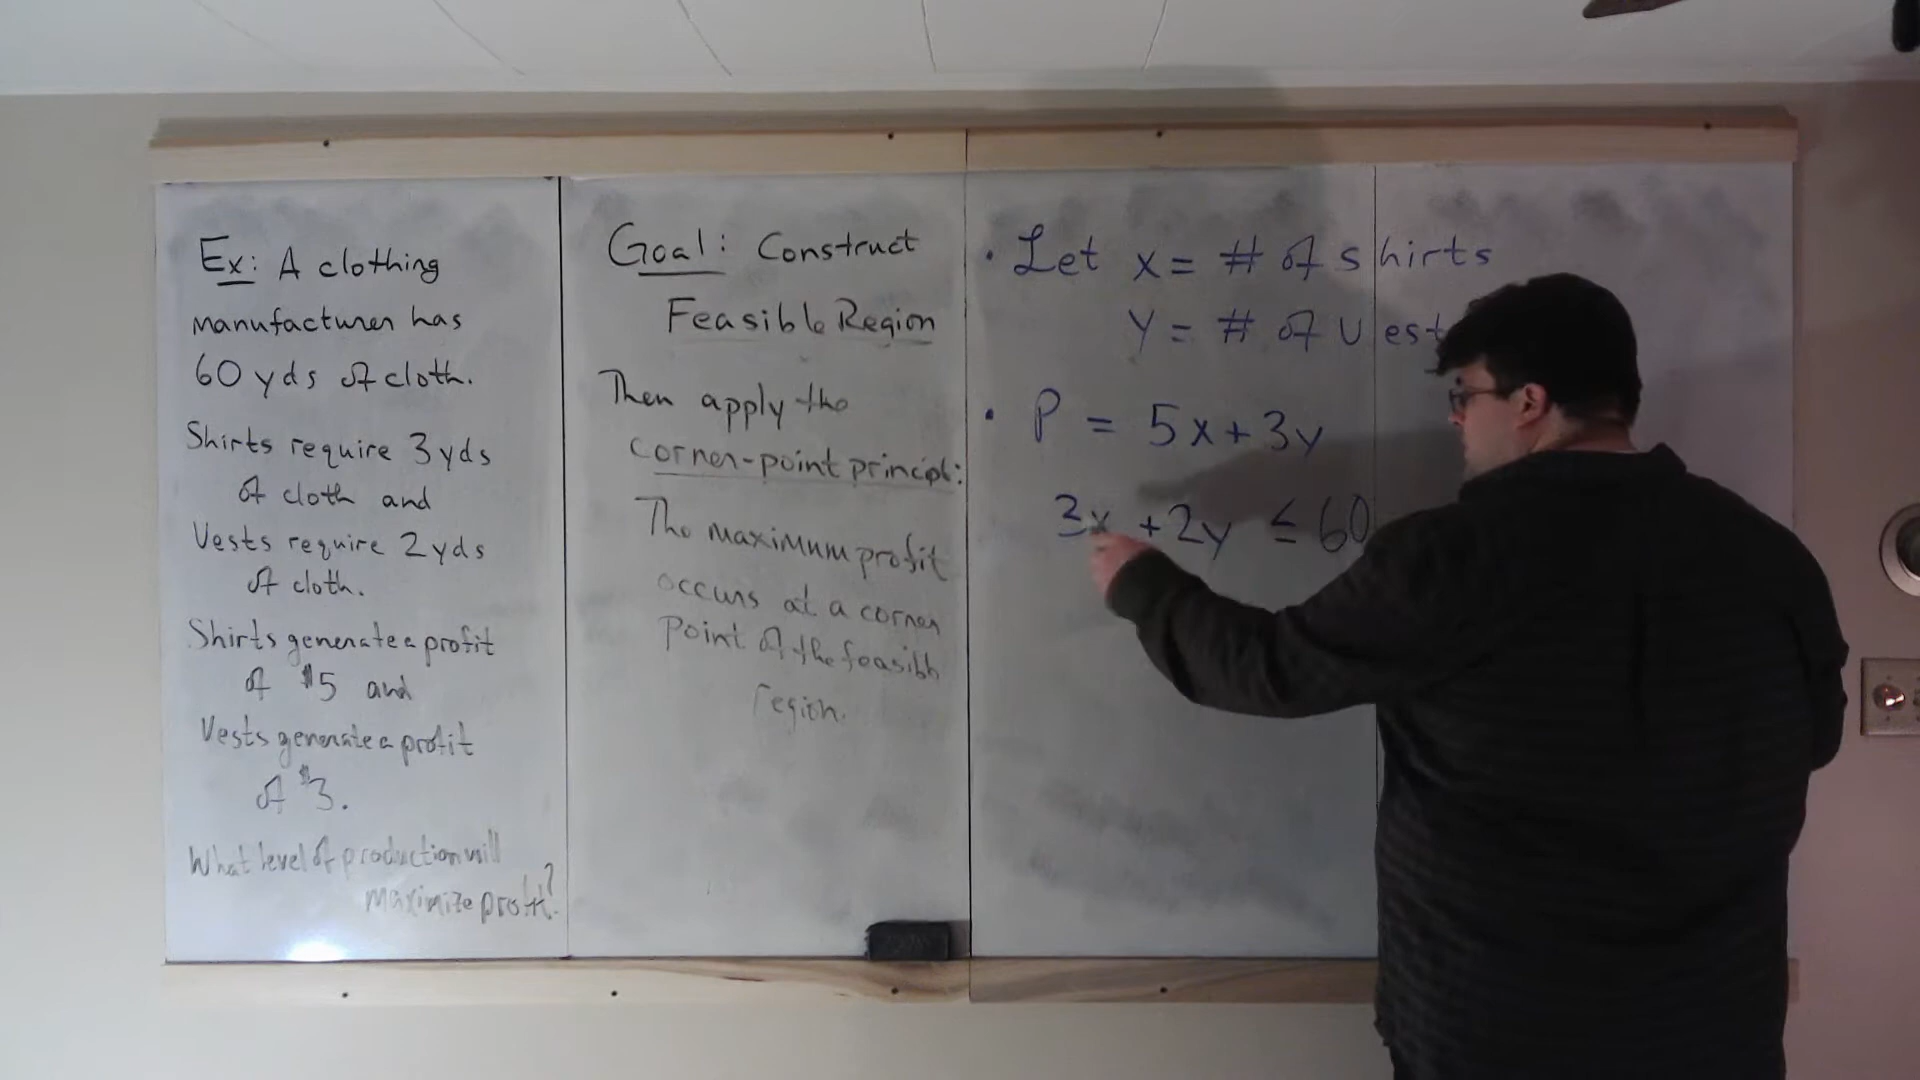 Ex: A clothing
manufacturer has
60 yds of cloth.
Shirts require 3 yds
of cloth and
Vests require 2 yds
of cloth.
Shirts generate a profit
of $5 and
Vests generate a profit
of $3.
What level of production will
maximize profit?
Goal: Construct
Feasible Region
Then apply the
corner-point principle:
The maximum profit
occurs at a corner
point of the feasible
region.
• Let x = # of shirts
y = # of vest
• P = 5x + 3y
3x + 2y ≤ 60